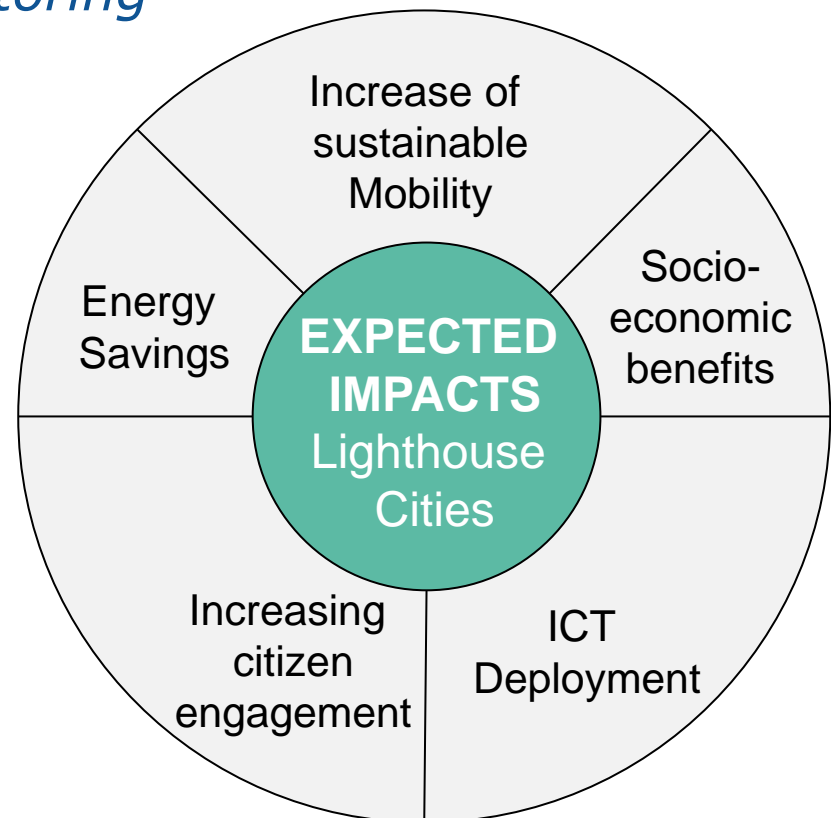 toring
Increase of
sustainable
Mobility
Socio-
economic
benefits
Energy
Savings
EXPECTED
IMPACTS
Lighthouse
Cities
Increasing
citizen
engagement
ICT
Deployment